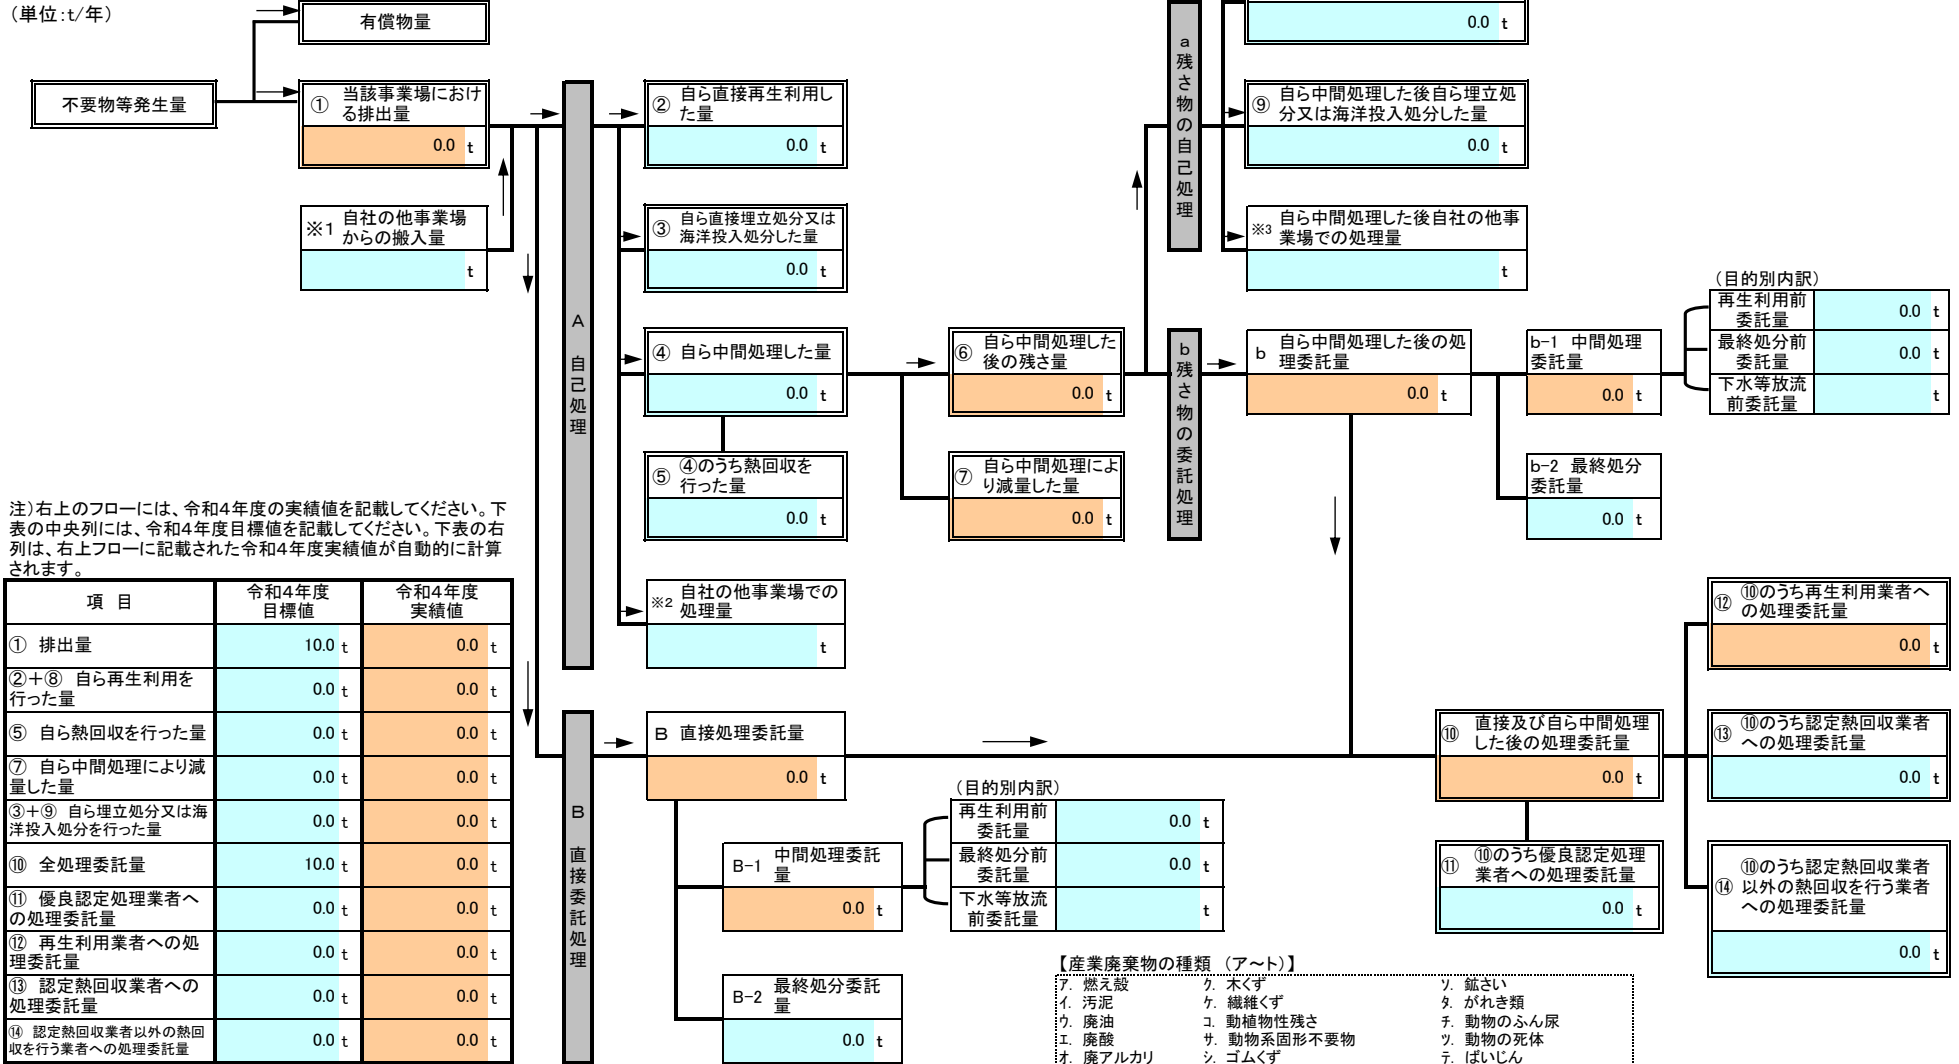 (単位:t/年)
有償物量
不要物等発生量
① 当該事業場におけ
る排出量
0.0 t
※1 自社の他事業場
からの搬入量
t
A 自己処理
② 自ら直接再生利用し
た量
0.0 t
③ 自ら直接埋立処分又は
海洋投入処分した量
0.0 t
④ 自ら中間処理した量
0.0 t
⑤ ④のうち熱回収を
行った量
0.0 t
※2 自社の他事業場での
処理量
t
⑥ 自ら中間処理した
後の残さ量
0.0 t
⑦ 自ら中間処理によ
り減量した量
0.0 t
a 残さ物の自己処理
0.0 t
⑨ 自ら中間処理した後自ら埋立処
分又は海洋投入処分した量
0.0 t
※3 自ら中間処理した後自社の他事
業場での処理量
t
b 残さ物の委託処理
b 自ら中間処理した後の処
理委託量
0.0 t
b-1 中間処理
委託量
0.0 t
b-2 最終処分
委託量
0.0 t
(目的別内訳)
再生利用前
委託量
0.0 t
最終処分前
委託量
0.0 t
下水等放流
前委託量
t
注)右上のフローには、令和4年度の実績値を記載してください。下
表の中央列には、令和4年度目標値を記載してください。下表の右
列は、右上フローに記載された令和4年度実績値が自動的に計算
されます。
項 目 令和4年度 目標値 令和4年度 実績値
① 排出量 10.0 t 0.0 t
②+⑧ 自ら再生利用を
行った量 0.0 t 0.0 t
⑤ 自ら熱回収を行った量 0.0 t 0.0 t
⑦ 自ら中間処理により減
量した量 0.0 t 0.0 t
③+⑨ 自ら埋立処分又は海
洋投入処分を行った量 0.0 t 0.0 t
⑩ 全処理委託量 10.0 t 0.0 t
⑪ 優良認定処理業者へ
の処理委託量 0.0 t 0.0 t
⑫ 再生利用業者への処
理委託量 0.0 t 0.0 t
⑬ 認定熱回収業者への
処理委託量 0.0 t 0.0 t
⑭ 認定熱回収業者以外の熱回
収を行う業者への処理委託量 0.0 t 0.0 t
B 直接委託処理
B 直接処理委託量
0.0 t
B-1 中間処理委託
量
0.0 t
B-2 最終処分委託
量
0.0 t
(目的別内訳)
再生利用前
委託量
0.0 t
最終処分前
委託量
0.0 t
下水等放流
前委託量
t
⑩ 直接及び自ら中間処理
した後の処理委託量
0.0 t
⑪ ⑩のうち優良認定処理
業者への処理委託量
0.0 t
⑫ ⑩のうち再生利用業者へ
の処理委託量
0.0 t
⑬ ⑩のうち認定熱回収業者
への処理委託量
0.0 t
⑭ ⑩のうち認定熱回収業者
以外の熱回収を行う業者
への処理委託量
0.0 t
【産業廃棄物の種類 (ア~ト)】
ア. 燃え殻 ク. 木くず ソ. 鉱さい
イ. 汚泥 ケ. 繊維くず タ. がれき類
ウ. 廃油 コ. 動植物性残さ チ. 動物のふん尿
エ. 廃酸 サ. 動物系固形不要物 ツ. 動物の死体
オ. 廃アルカリ シ. ゴムくず テ. ばいじん